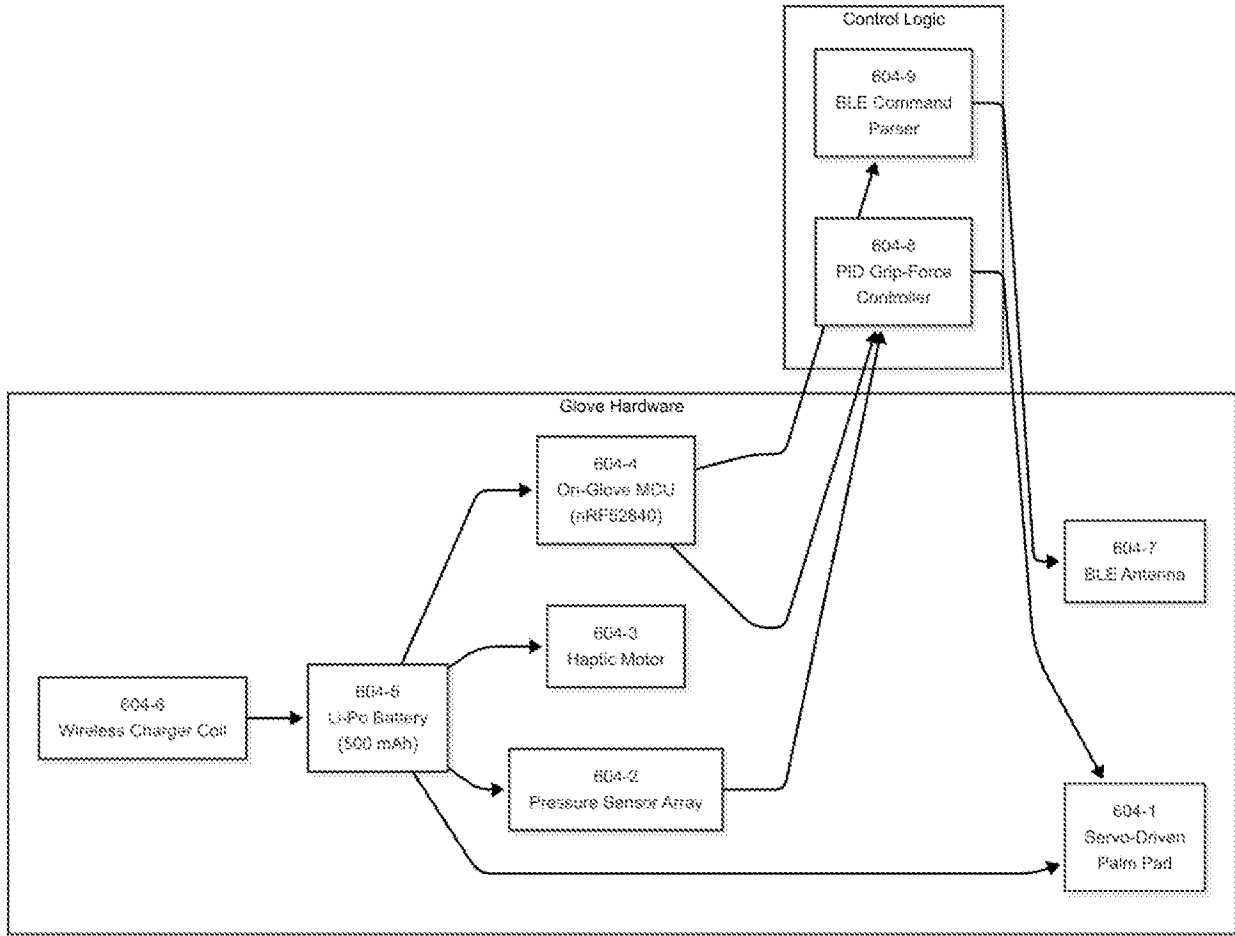 Control Logic
604-9
BLE Command
Parser
604-8
PID Grip-Force
Controller
Glove Hardware
604-4
On-Glove MCU
(nRF52840)
604-7
BLE Antenna
604-3
Haptic Motor
604-6
Wireless Charger Coil
604-5
Li-Po Battery
(500 mAh)
604-2
Pressure Sensor Array
604-1
Servo-Driven
Palm Pad